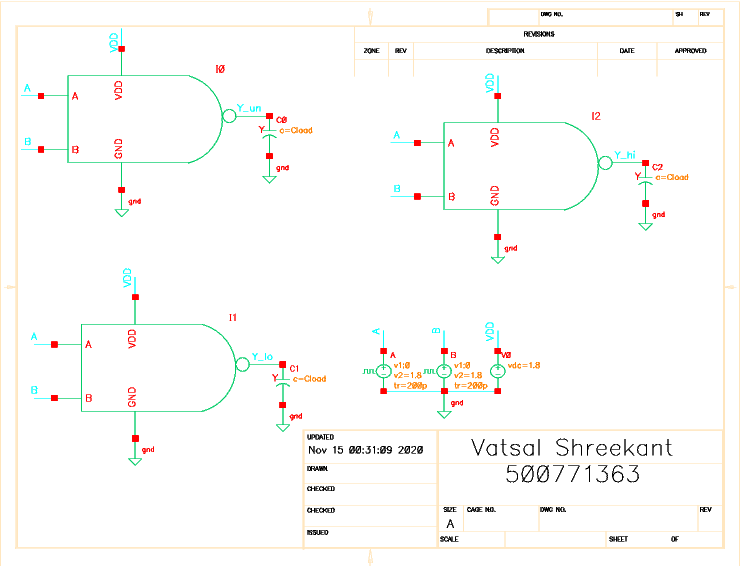 DWG NO. SH REV
REVISIONS
ZONE REV DESCRIPTION DATE APPROVED
VDD
I0
A A VDD
Y_un
C0
Y c=Cload
B B GND
gnd
gnd
VDD
I2
A A VDD
Y_hi
C2
Y c=Cload
B B GND
gnd
gnd
VDD
I1
A A VDD
Y_lo
C1
Y c=Cload
B B GND
gnd
gnd
A B VDD
A B V0
v1:0 v1:0 vdc=1.8
v2=1.8 v2=1.8
tr=200p tr=200p
gnd
UPDATED
Nov 15 00:31:09 2020
DRAWN
CHECKED
CHECKED
ISSUED
Vatsal Shreekant
500771363
SIZE CAGE NO. DWG NO. REV
A
SCALE SHEET OF